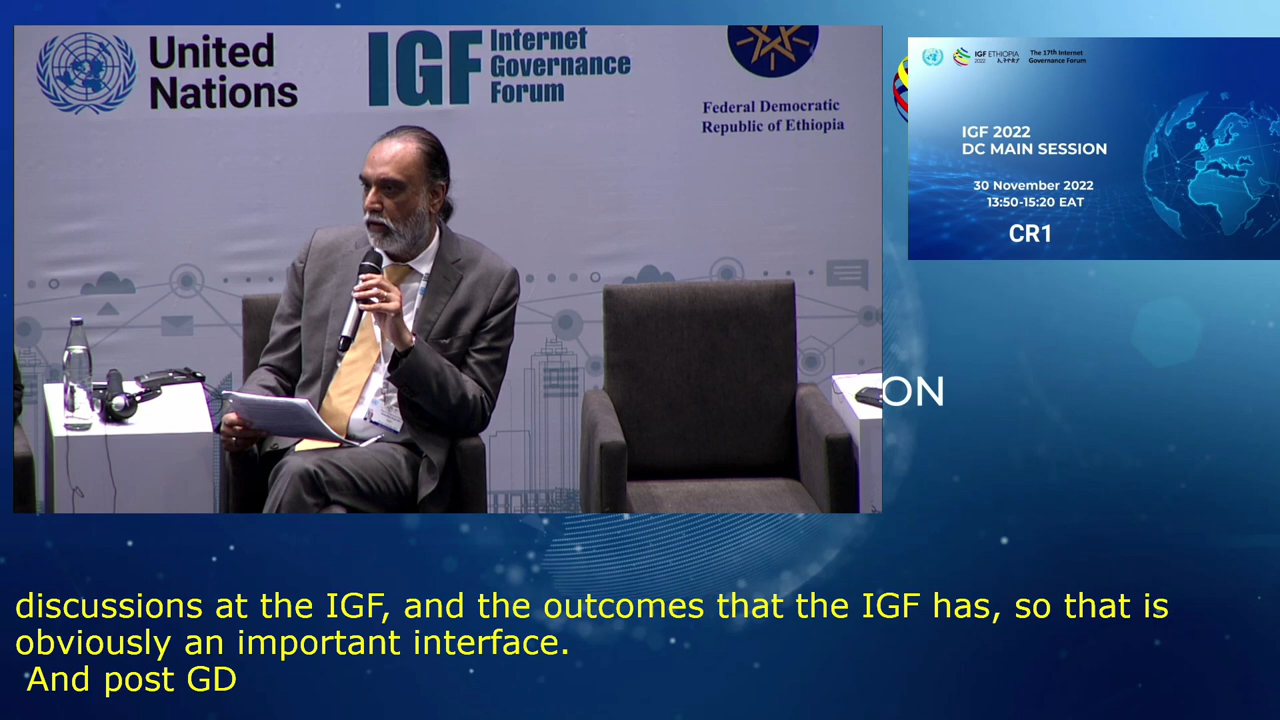 United
Nations
IGF Internet
Governance
Forum
Federal Democratic
Republic of Ethiopia
IGF ETHIOPIA
2022 ኢትዮጵያ
The 17th Internet
Governance Forum
IGF 2022
DC MAIN SESSION
30 November 2022
13:50-15:20 EAT
CR1
ON
discussions at the IGF, and the outcomes that the IGF has, so that is
obviously an important interface.
And post GD